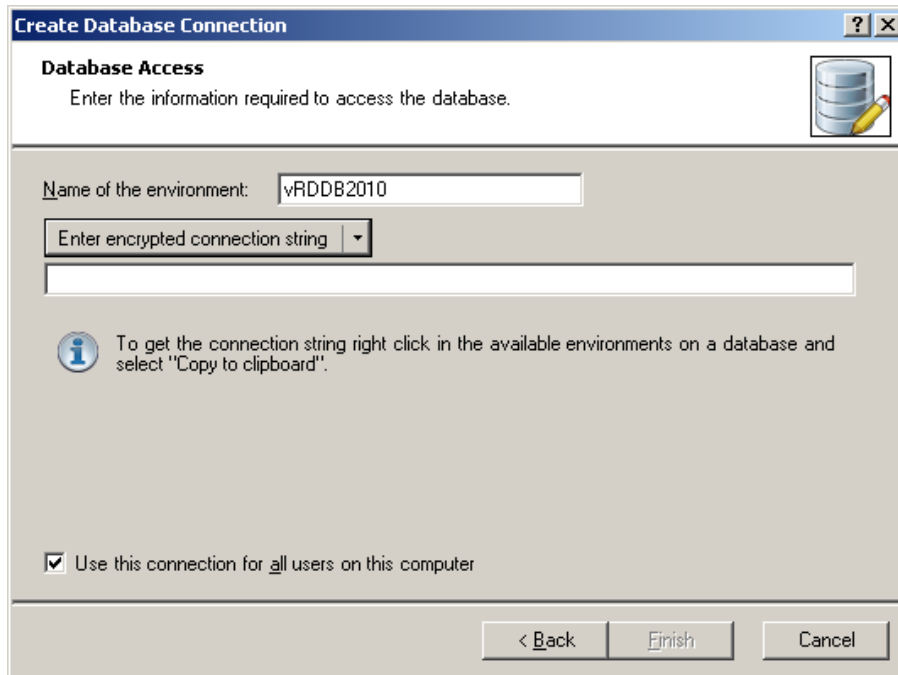 Create Database Connection
Database Access
Enter the information required to access the database.
Name of the environment: vRDDB2010
Enter encrypted connection string
To get the connection string right click in the available environments on a database and
select "Copy to clipboard".
Use this connection for all users on this computer
< Back Finish Cancel